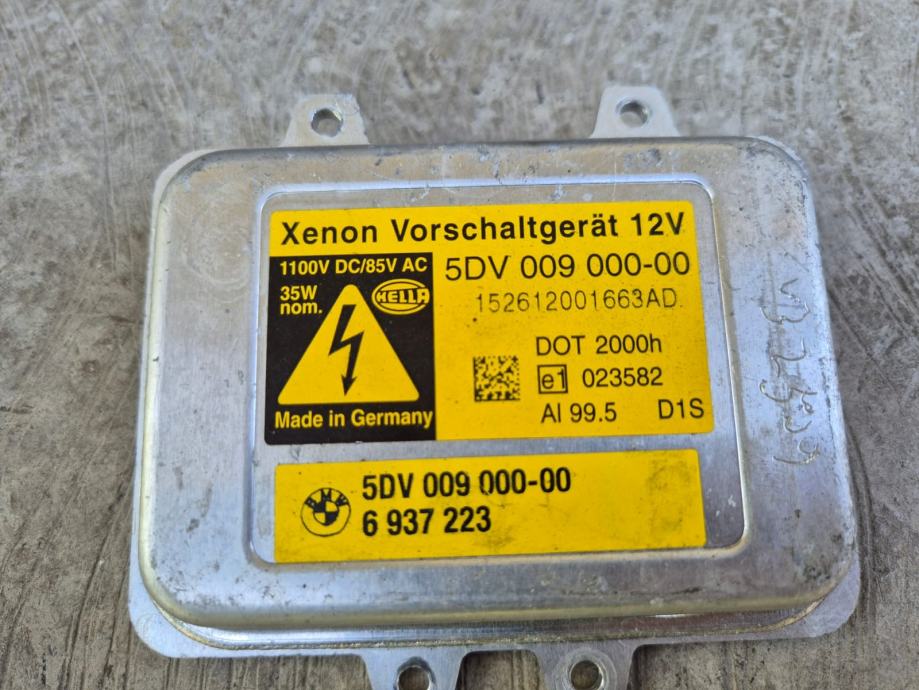 Xenon Vorschaltgerät 12V
1100V DC/85V AC
35W
nom.
HELLA
Made in Germany
5DV 009 000-00
152612001663AD
DOT 2000h
e1 023582
Al 99.5 D1S
BMW
5DV 009 000-00
6 937 223